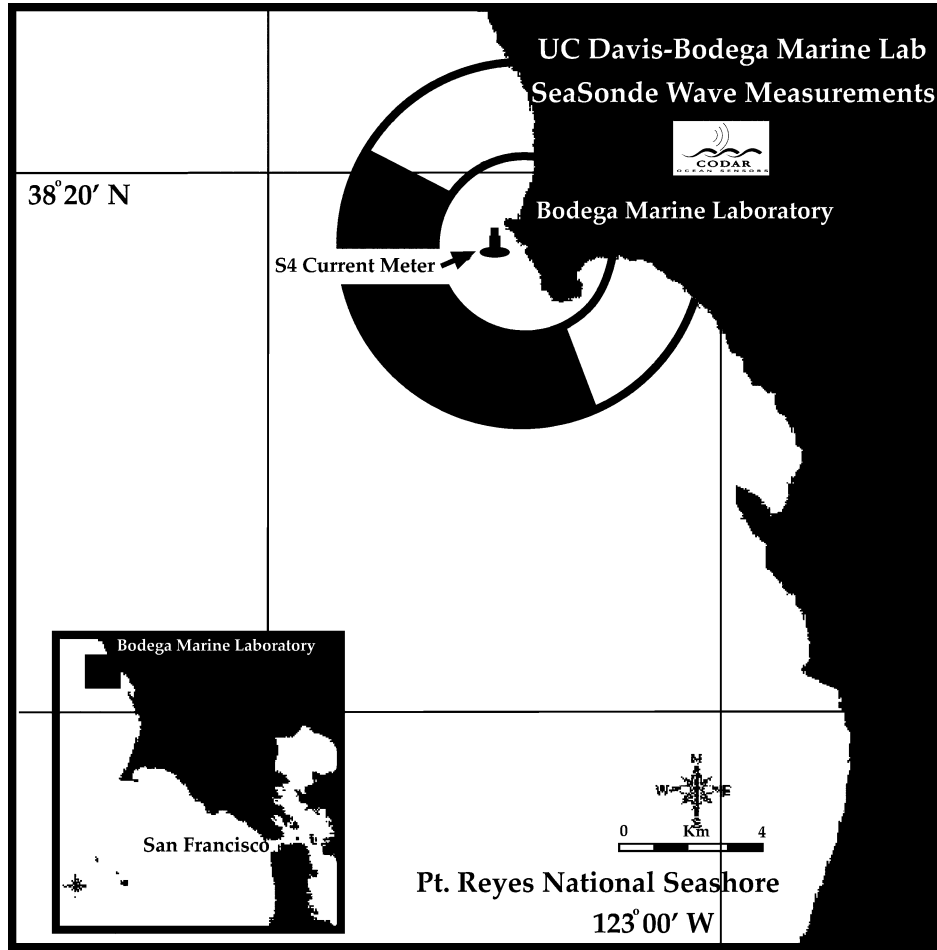 UC Davis-Bodega Marine Lab
SeaSonde Wave Measurements
CODAR
OCEAN SENSORS
38°20' N
Bodega Marine Laboratory
S4 Current Meter
Bodega Marine Laboratory
San Francisco
N
W E
S
0 Km 4
Pt. Reyes National Seashore
123°00' W